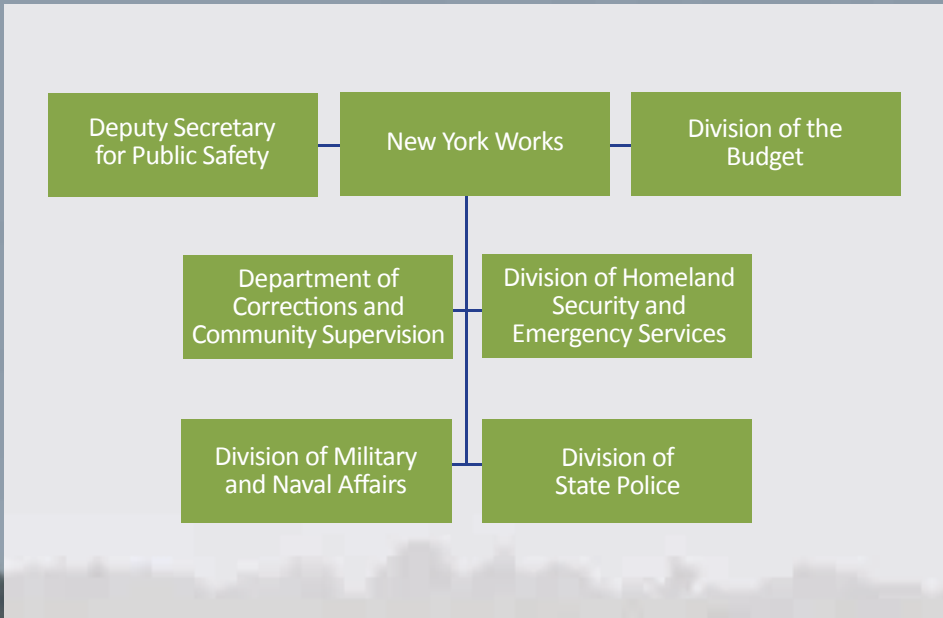 Deputy Secretary
for Public Safety
New York Works
Division of the
Budget
Department of
Corrections and
Community Supervision
Division of Homeland
Security and
Emergency Services
Division of Military
and Naval Affairs
Division of
State Police